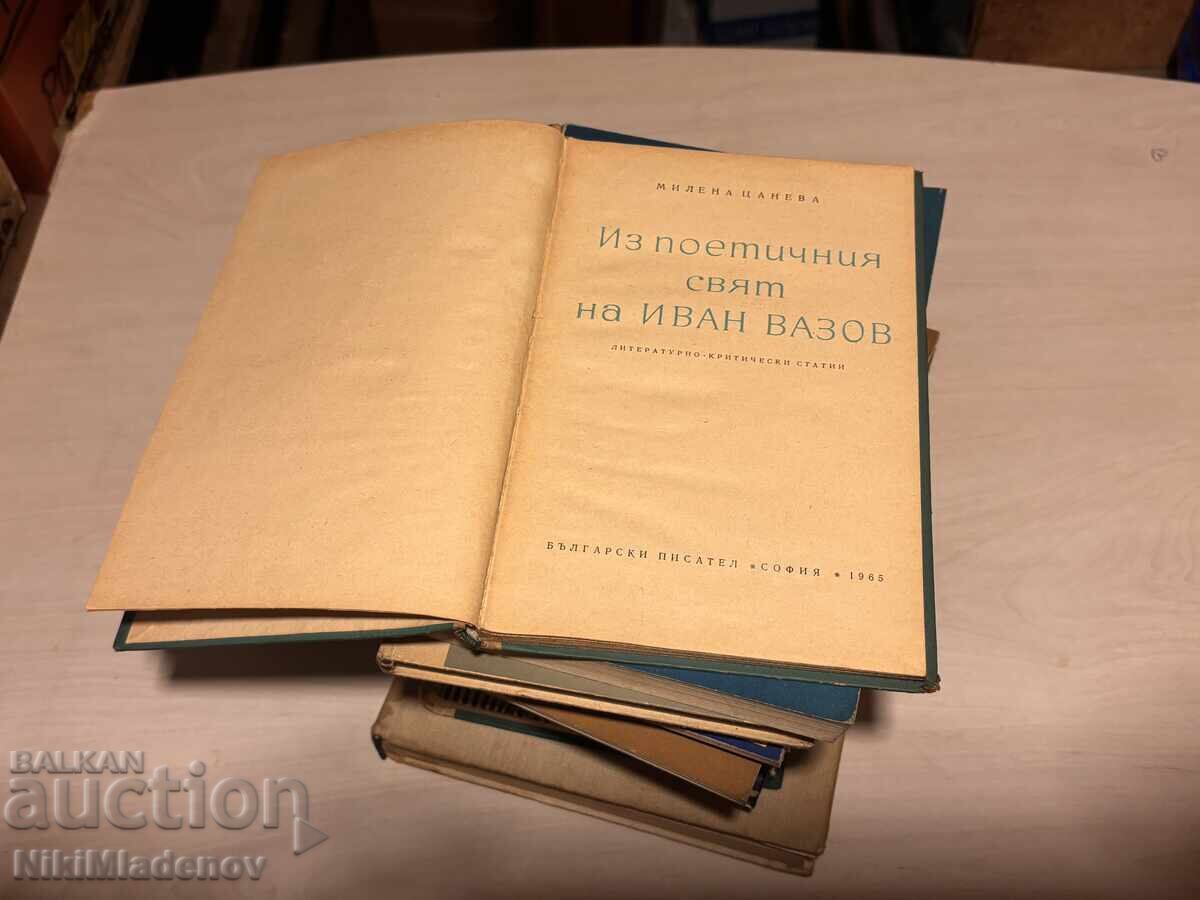 МИЛЕНА ЦАНЕВА
Из поетичния
свят
на ИВАН ВАЗОВ
ЛИТЕРАТУРНО-КРИТИЧЕСКИ СТАТИИ
БЪЛГАРСКИ ПИСАТЕЛ * СОФИЯ * 1965
BALKAN
auction
NikiMladenov